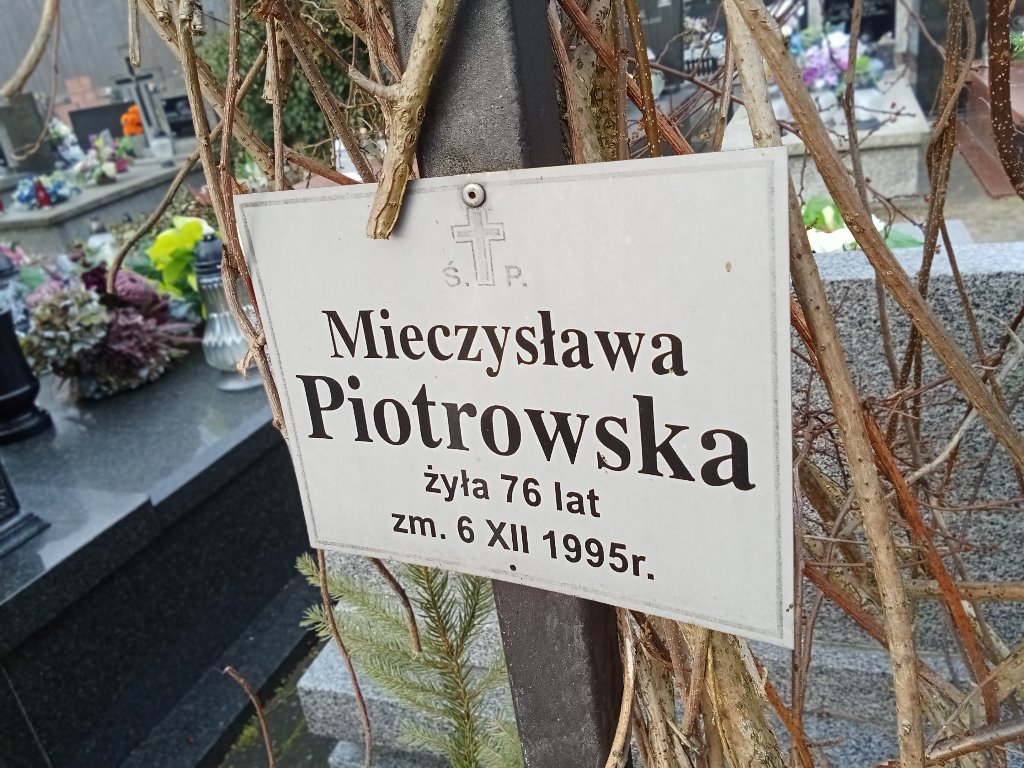 Ś. P.
Mieczysława
Piotrowska
żyła 76 lat
zm. 6 XII 1995r.